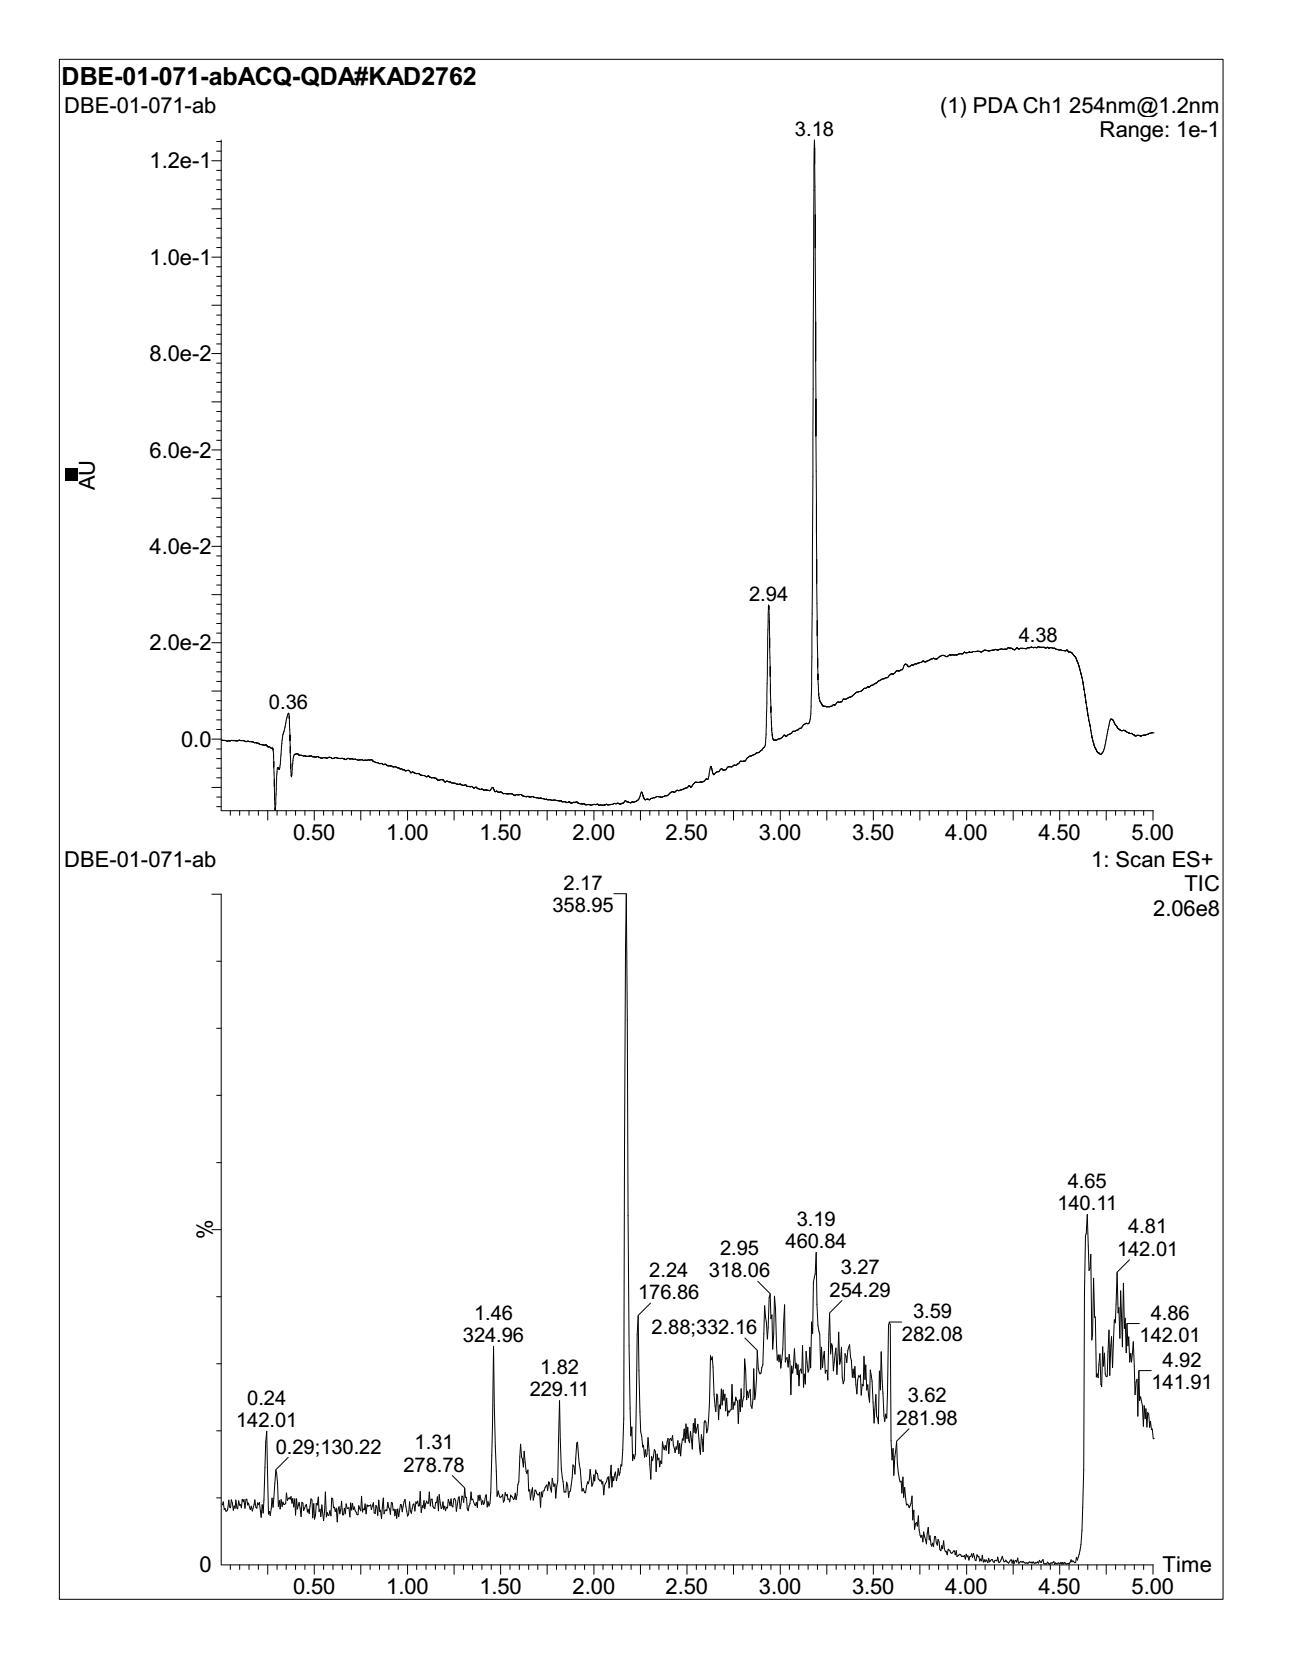 DBE-01-071-abACQ-QDA#KAD2762
DBE-01-071-ab
(1) PDA Ch1 254nm@1.2nm
Range: 1e-1
3.18
1.2e-1
1.0e-1
8.0e-2
6.0e-2
AU
4.0e-2
2.94
2.0e-2
4.38
0.36
0.0
0.50 1.00 1.50 2.00 2.50 3.00 3.50 4.00 4.50 5.00
DBE-01-071-ab
1: Scan ES+
TIC
2.06e8
2.17
358.95
4.65
140.11
3.19
460.84
4.81
142.01
%
2.95
318.06
3.27
254.29
2.24
176.86
1.46
324.96
2.88;332.16
3.59
282.08
4.86
142.01
1.82
229.11
4.92
141.91
0.24
142.01
3.62
281.98
0.29;130.22
1.31
278.78
0
Time
0.50 1.00 1.50 2.00 2.50 3.00 3.50 4.00 4.50 5.00